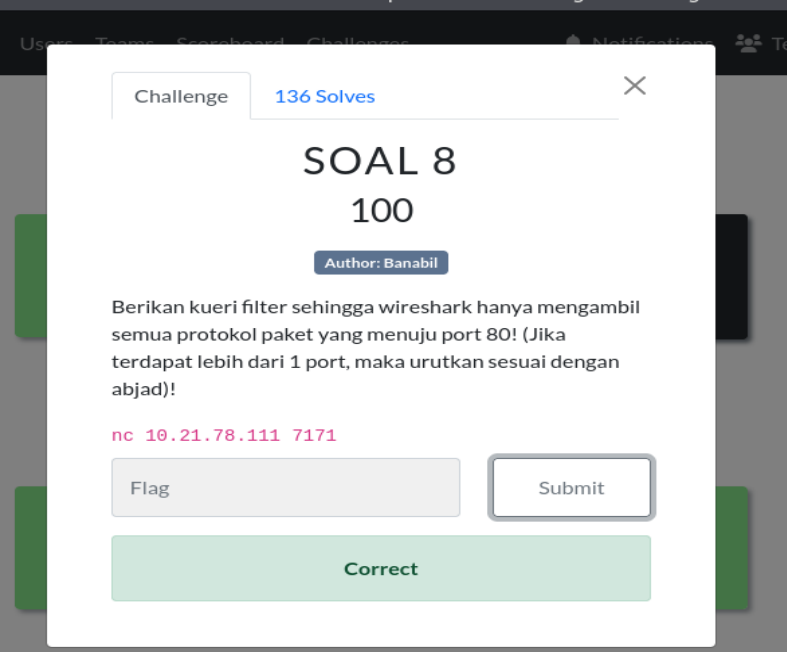 Users Teams Scoreboard Challenges Notifications Te
Challenge 136 Solves
SOAL 8
100
Author: Banabil
Berikan kueri filter sehingga wireshark hanya mengambil
semua protokol paket yang menuju port 80! (Jika
terdapat lebih dari 1 port, maka urutkan sesuai dengan
abjad)!
nc 10.21.78.111 7171
Flag Submit
Correct